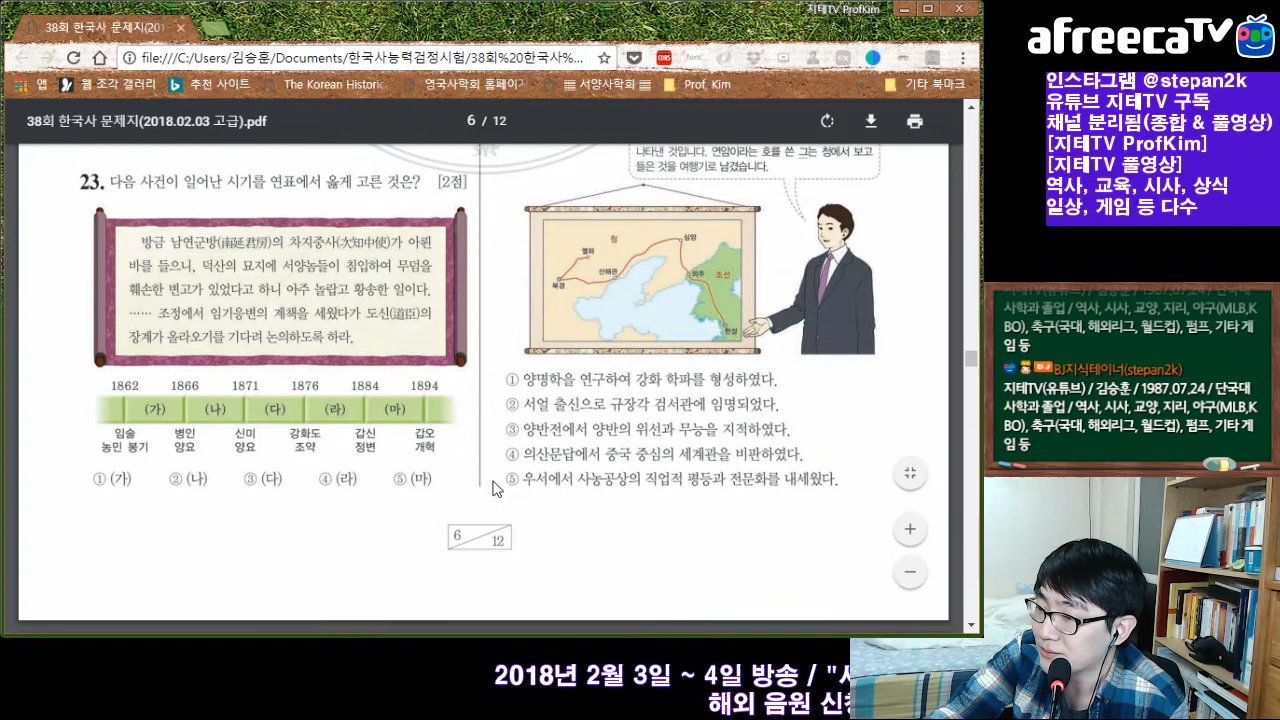 38회 한국사 문제지(201
지테TV ProfKim
file:///C:/Users/김승훈/Documents/한국사능력검정시험/38회%20한국사%...
앱
웹 조각 갤러리
추천 사이트
The Korean Historic
영국사학회 홈페이지
서양사학회
Prof. Kim
기타 북마크
38회 한국사 문제지(2018.02.03 고급).pdf
6 / 12
23. 다음 사건이 일어난 시기를 연표에서 옳게 고른 것은? [2점]
방금 남연군방(南延君房)의 차지중사(次知中使)가 아뢴
바를 들으니, 덕산의 묘지에 서양놈들이 침입하여 무덤을
훼손한 변고가 있었다고 하니 아주 놀랍고 황송한 일이다.
…… 조정에서 임기응변의 계책을 세웠다가 도신(道臣)의
장계가 올라오기를 기다려 논의하도록 하라.
1862 1866 1871 1876 1884 1894
(가) (나) (다) (라) (마)
임술 병인 신미 강화도 갑신 갑오
농민 봉기 양요 양요 조약 정변 개혁
① (가) ② (나) ③ (다) ④ (라) ⑤ (마)
나타낸 것입니다. 연암이라는 호를 쓴 그는 청에서 보고
들은 것을 여행기로 남겼습니다.
청
열하
심양
산해관
북경
의주
조선
한성
① 양명학을 연구하여 강화 학파를 형성하였다.
② 서얼 출신으로 규장각 검서관에 임명되었다.
③ 양반전에서 양반의 위선과 무능을 지적하였다.
④ 의산문답에서 중국 중심의 세계관을 비판하였다.
⑤ 우서에서 사농공상의 직업적 평등과 전문화를 내세웠다.
6
12
afreecaTV
인스타그램 @stepan2k
유튜브 지테TV 구독
채널 분리됨(종합 & 풀영상)
[지테TV ProfKim]
[지테TV 풀영상]
역사, 교육, 시사, 상식
일상, 게임 등 다수
지테TV(유튜브) / 김승훈 / 1987.07.24 / 단국대
사학과 졸업 / 역사, 시사, 교양, 지리, 야구(MLB,K
BO), 축구(국대, 해외리그, 월드컵), 펌프, 기타 게
임 등
BJ지식테이너(stepan2k)
지테TV(유튜브) / 김승훈 / 1987.07.24 / 단국대
사학과 졸업 / 역사, 시사, 교양, 지리, 야구(MLB,K
BO), 축구(국대, 해외리그, 월드컵), 펌프, 기타 게
임 등
2018년 2월 3일 ~ 4일 방송 / "시
해외 음원 신청